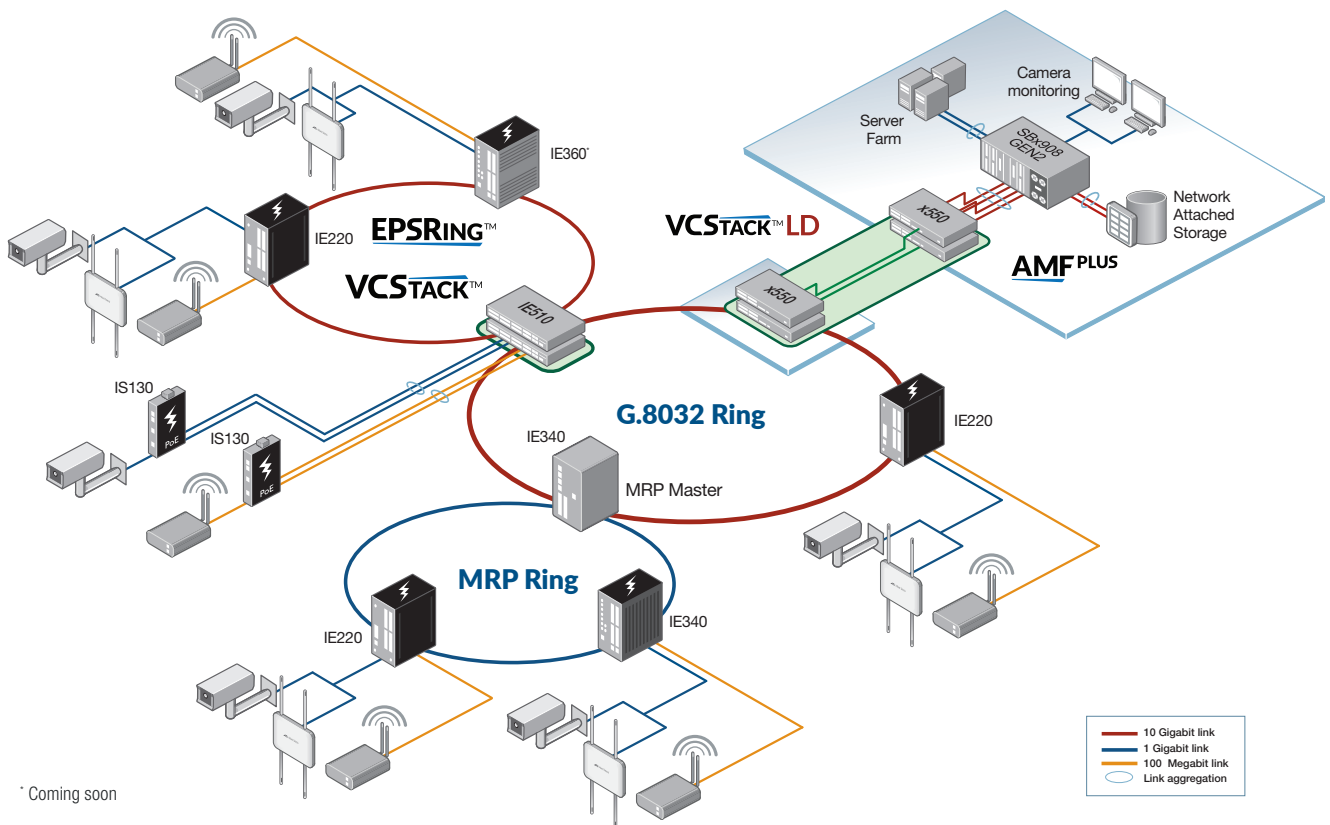 Camera
monitoring
Server
Farm
SBx908
GEN2
IE360*
x550
Network
Attached
Storage
VCSTACK™ LD
EPSRING™
IE220
AMF PLUS
VCSTACK™
x550
IE510
IS130
PoE
G.8032 Ring
IE220
IS130
PoE
IE340
MRP Master
MRP Ring
IE220
IE340
10 Gigabit link
1 Gigabit link
100 Megabit link
Link aggregation
* Coming soon